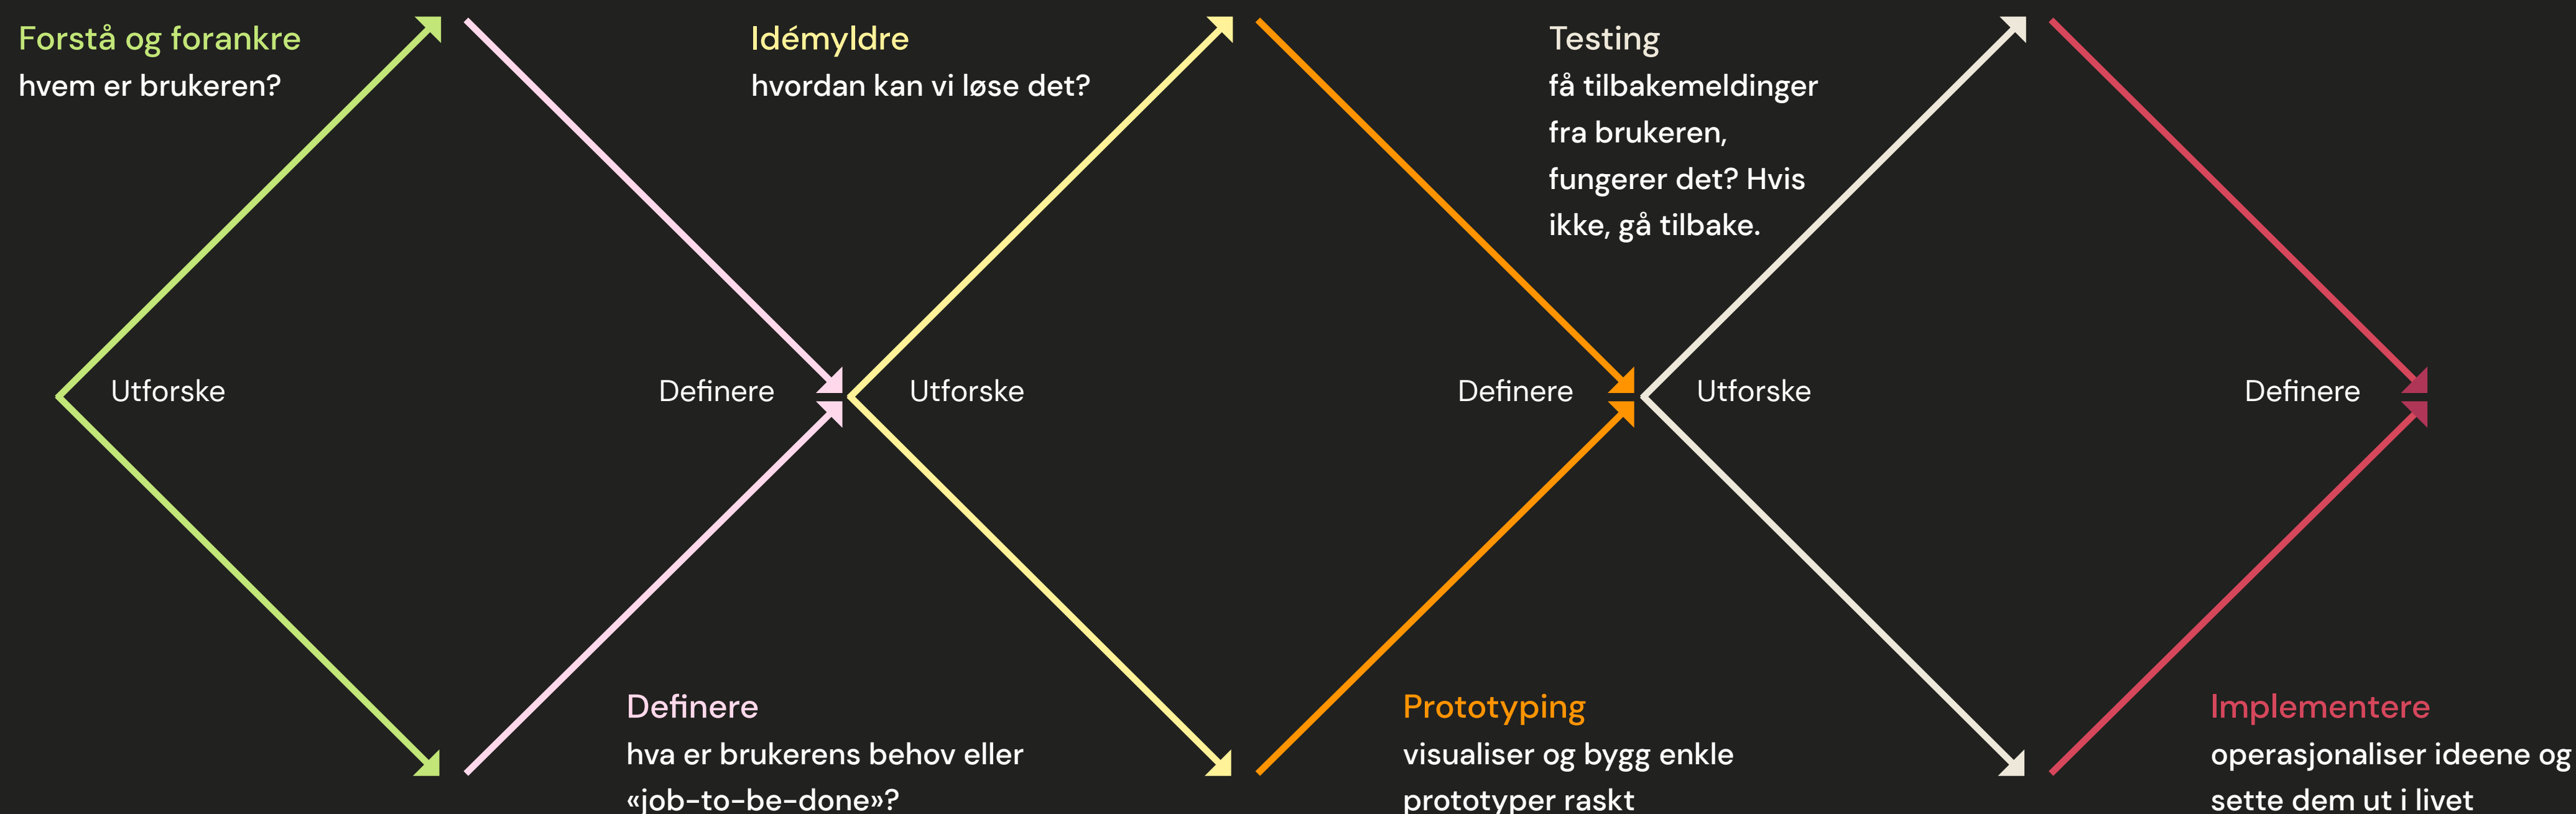 Forstå og forankre
hvem er brukeren?
Idémyldre
hvordan kan vi løse det?
Testing
få tilbakemeldinger
fra brukeren,
fungerer det? Hvis
ikke, gå tilbake.
Utforske
Definere
Utforske
Definere
Utforske
Definere
Definere
hva er brukerens behov eller
«job-to-be-done»?
Prototyping
visualiser og bygg enkle
prototyper raskt
Implementere
operasjonaliser ideene og
sette dem ut i livet